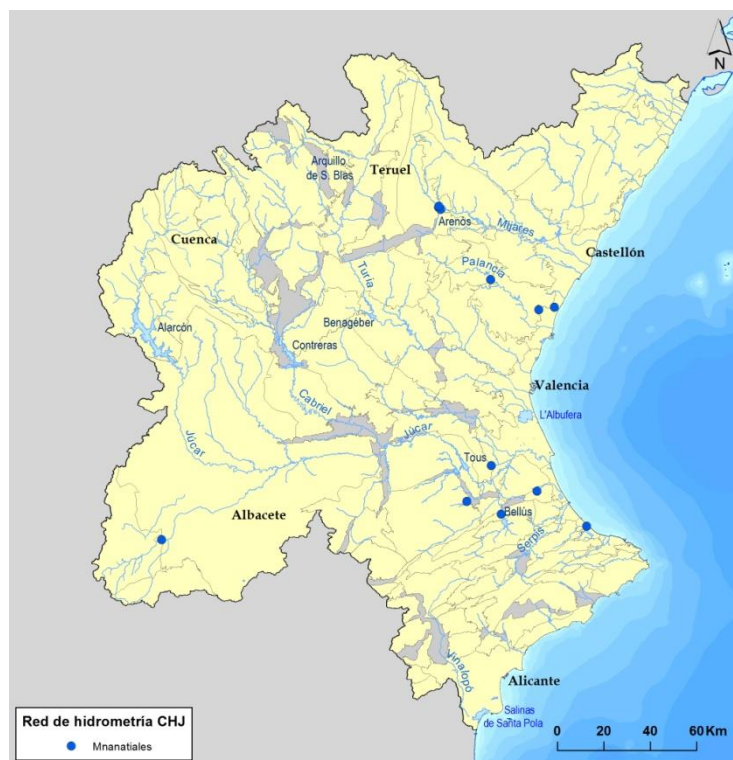 N
Arquillo
de S. Blas
Teruel
Cuenca
Arenós
Mijares
Castellón
Palancia
Turia
Alarcón
Benagéber
Contreras
Valencia
L'Albufera
Cabriel
Júcar
Júcar
Tous
Albacete
Bellús
Serpis
Vinalopó
Alicante
Salinas
de Santa Pola
Red de hidrometría CHJ
Mnanatiales
0 20 40 60 Km